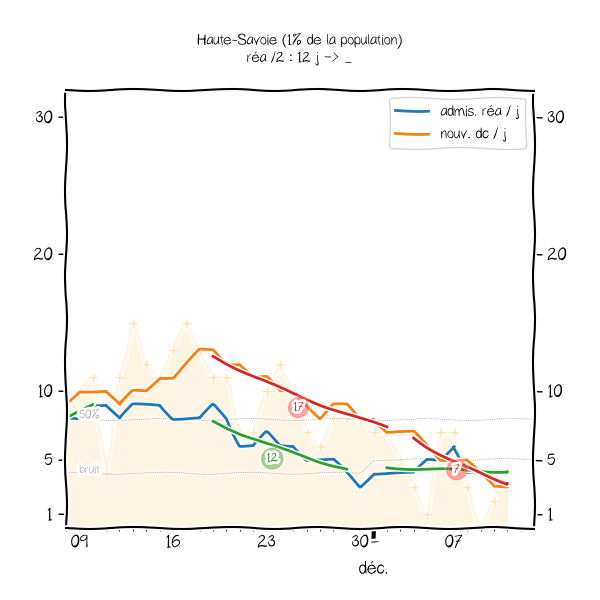 Haute-Savoie (1% de la population)
réa /2 : 12 j -> _
admis. réa / j
nouv. dc / j
30 30
20 20
10 10
50%
17
12
5 5
bruit
7
1 1
09 16 23 30 07
déc.